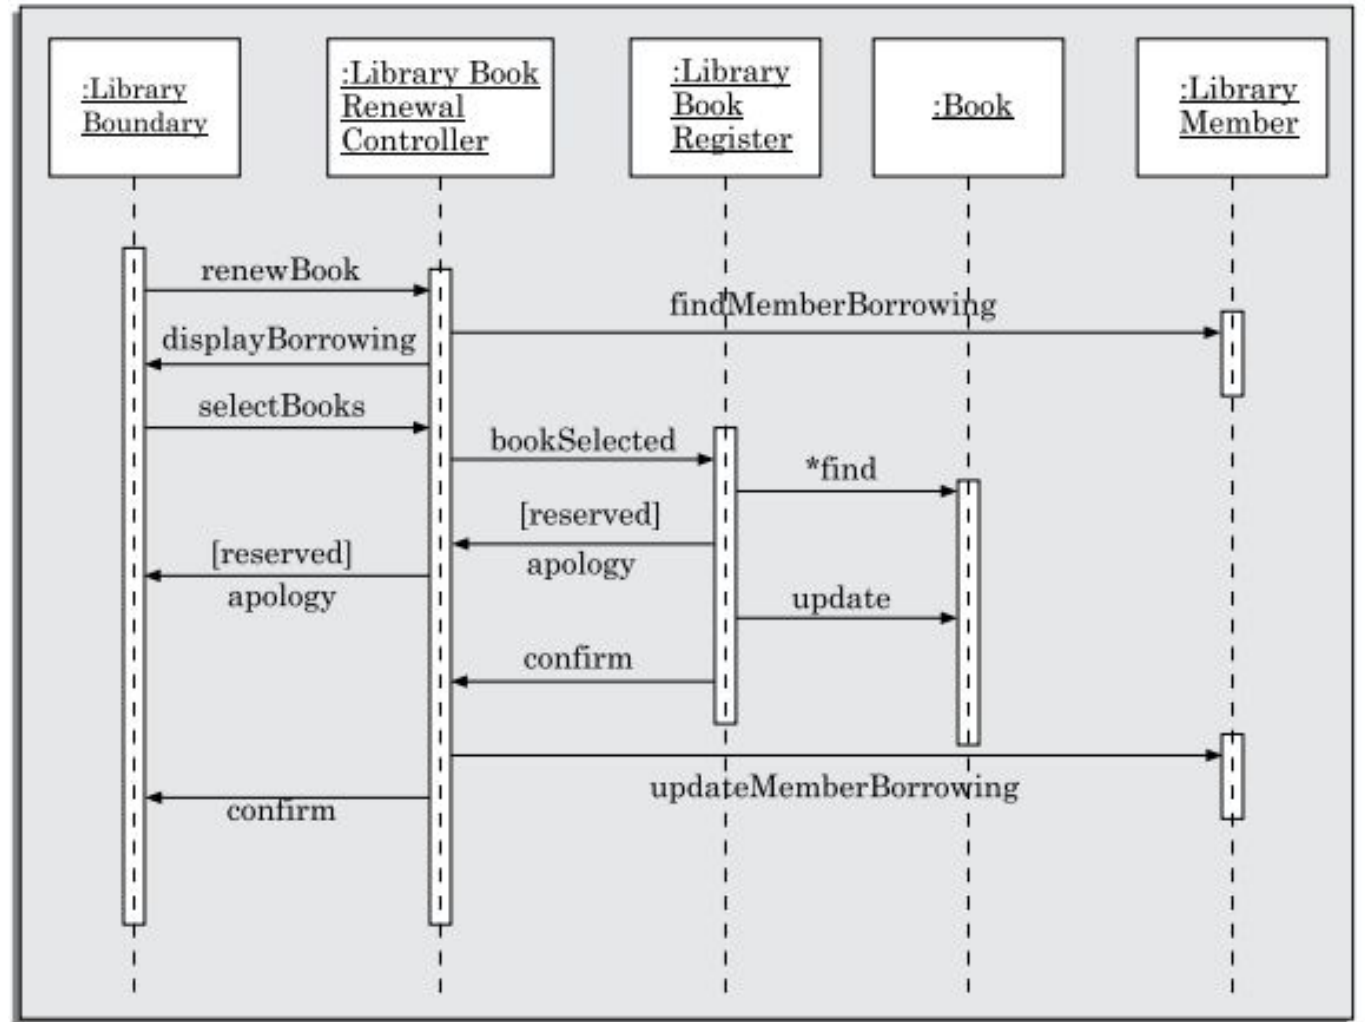 :Library
Boundary
:Library Book
Renewal
Controller
:Library
Book
Register
:Book
:Library
Member
renewBook
findMemberBorrowing
displayBorrowing
selectBooks
bookSelected
*find
[reserved]
apology
[reserved]
apology
update
confirm
updateMemberBorrowing
confirm